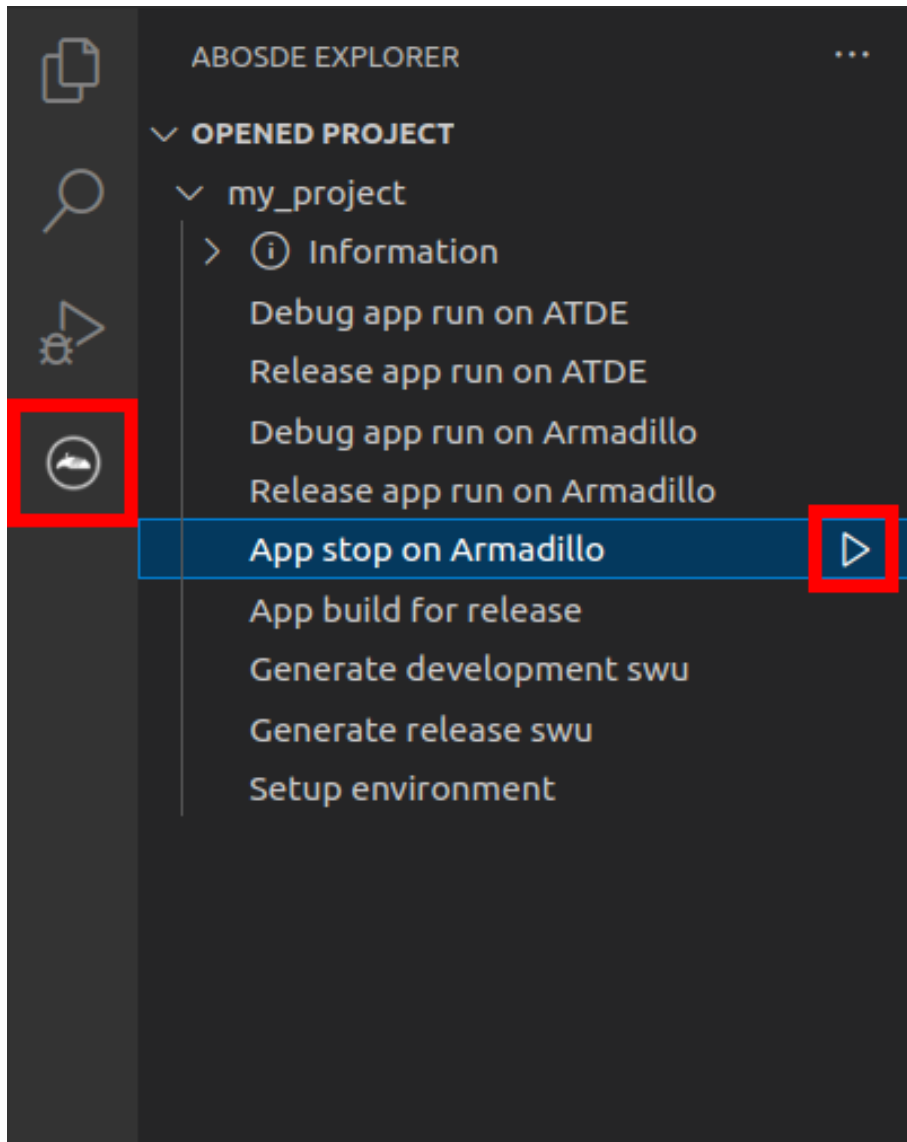 ABOSDE EXPLORER
OPENED PROJECT
my_project
Information
Debug app run on ATDE
Release app run on ATDE
Debug app run on Armadillo
Release app run on Armadillo
App stop on Armadillo
App build for release
Generate development swu
Generate release swu
Setup environment